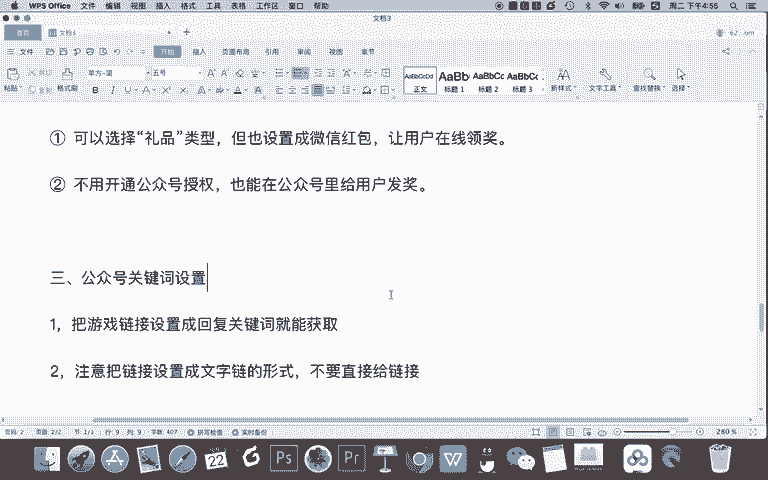 WPS Office 文件 编辑 视图 插入 格式 工具 表格 工作区 窗口 帮助 周二 下午4:55
文档3
首页 文档3
文件 开始 插入 页面布局 引用 审阅 视图 章节
粘贴 剪切 复制 格式刷 五号 正文 标题 1 标题 2 标题 3 新样式 文字工具 查找替换 选择
① 可以选择“礼品”类型，但也设置成微信红包，让用户在线领奖。
② 不用开通公众号授权，也能在公众号里给用户发奖。
三、公众号关键词设置
1，把游戏链接设置成回复关键词就能获取
2，注意把链接设置成文字链的形式，不要直接给链接
页码: 2 页面: 2/2 节: 1/1 行: 9 列: 9 字数: 407 拼写检查 实时备份 280 %
22 Ps Pr